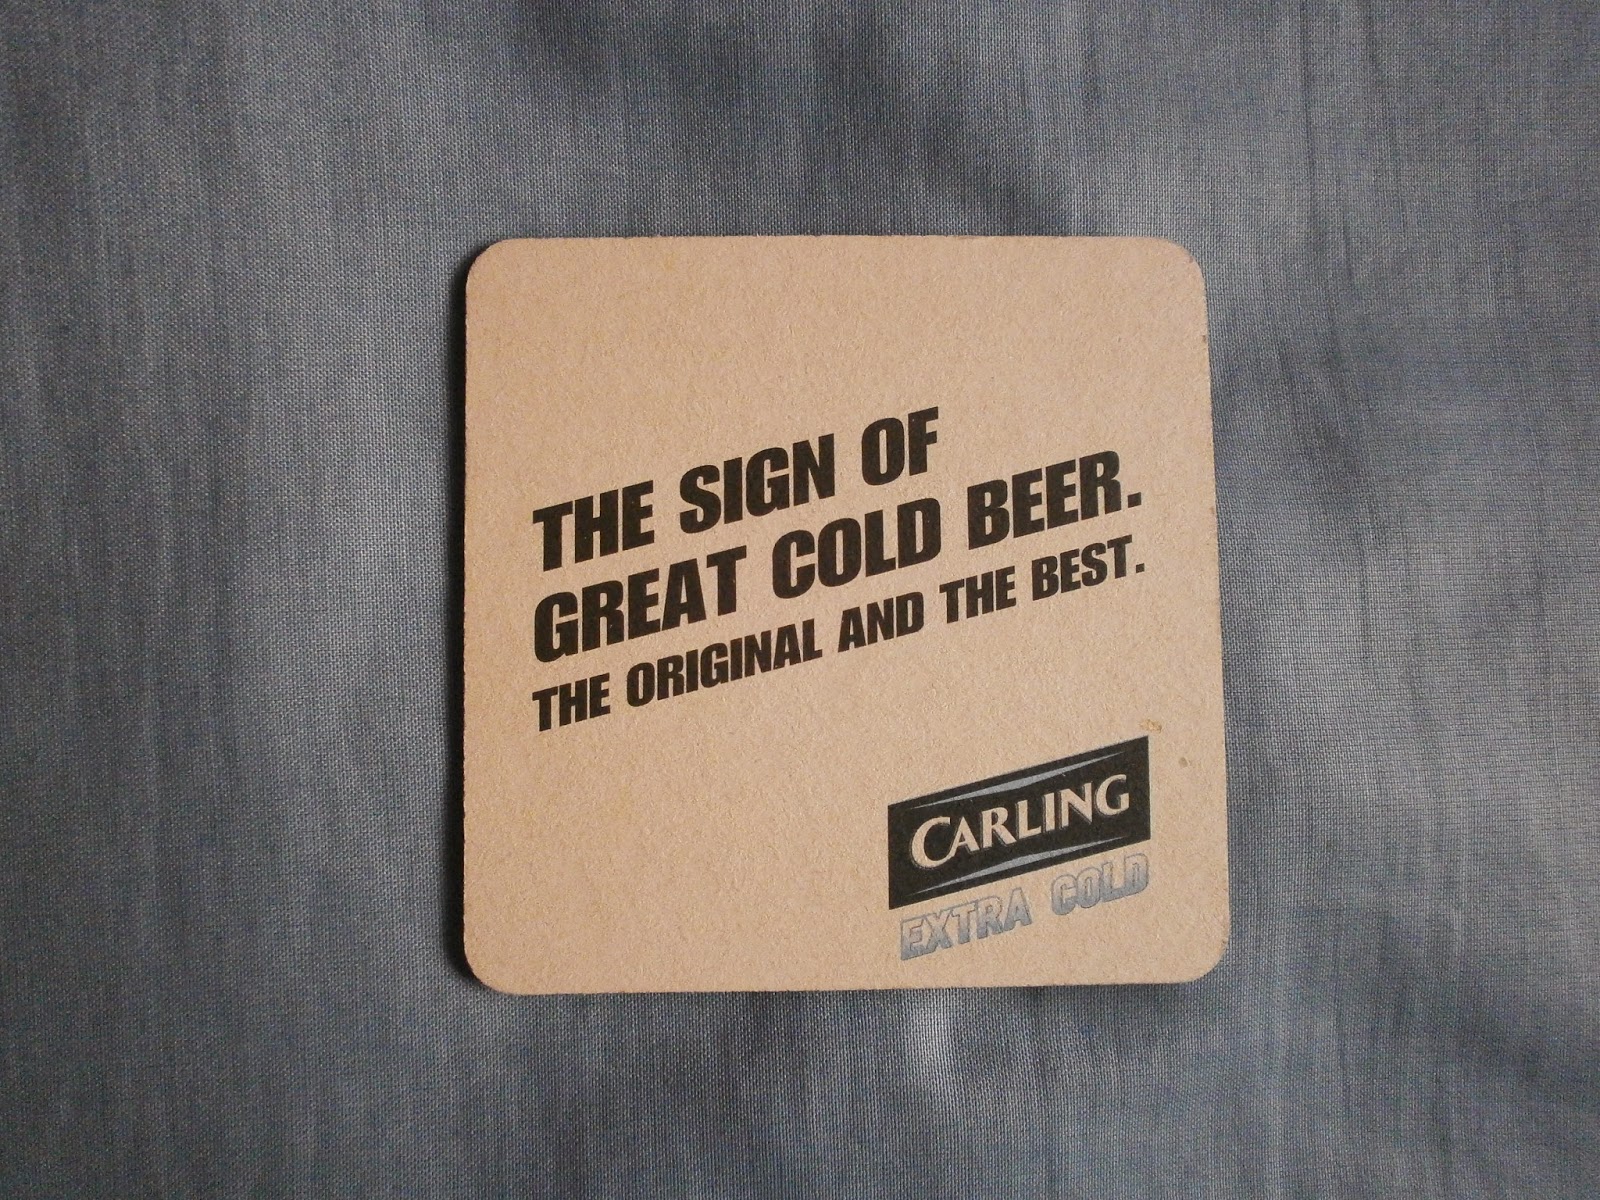 THE SIGN OF
GREAT COLD BEER.
THE ORIGINAL AND THE BEST.
CARLING
EXTRA COLD